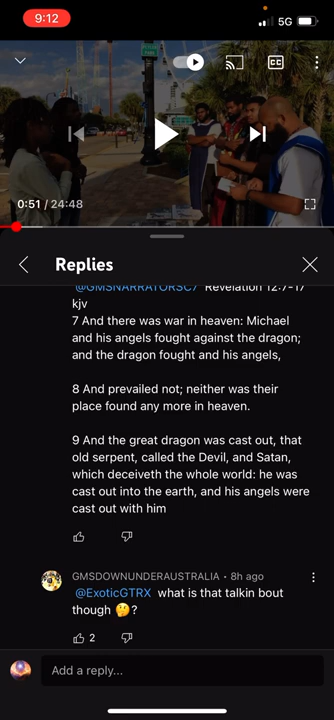 9:12
5G
CC
0:51 / 24:48
Replies
@GMSNARRATORSC7 Revelation 12:7-17
kjv
7 And there was war in heaven: Michael
and his angels fought against the dragon;
and the dragon fought and his angels,
8 And prevailed not; neither was their
place found any more in heaven.
9 And the great dragon was cast out, that
old serpent, called the Devil, and Satan,
which deceiveth the whole world: he was
cast out into the earth, and his angels were
cast out with him
GMSDOWNUNDERAUSTRALIA • 8h ago
@ExoticGTRX what is that talkin bout
though 🤔?
2
Add a reply...